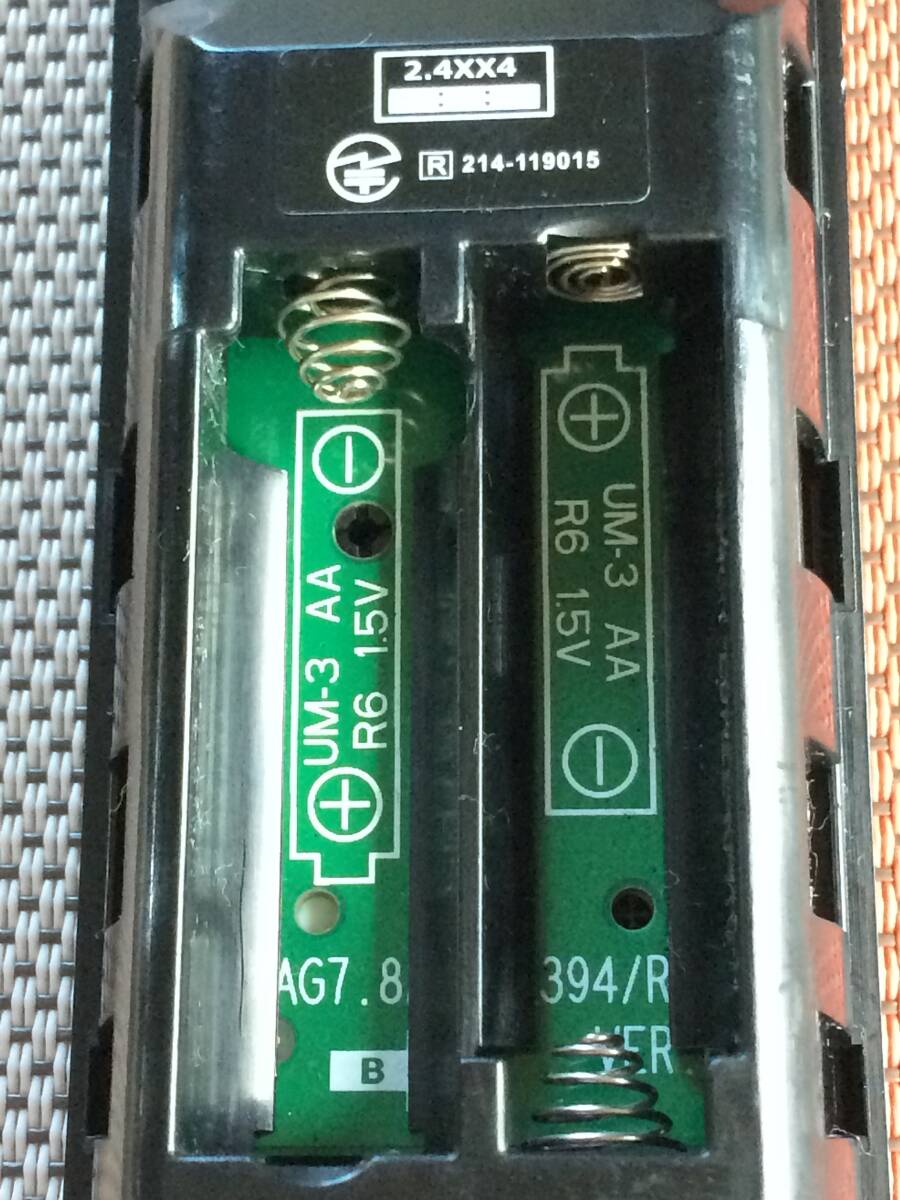 2.4XX4
R 214-119015
UM-3 AA
R6 1.5V
UM-3 AA
R6 1.5V
AG7.8
394/R
VER
B